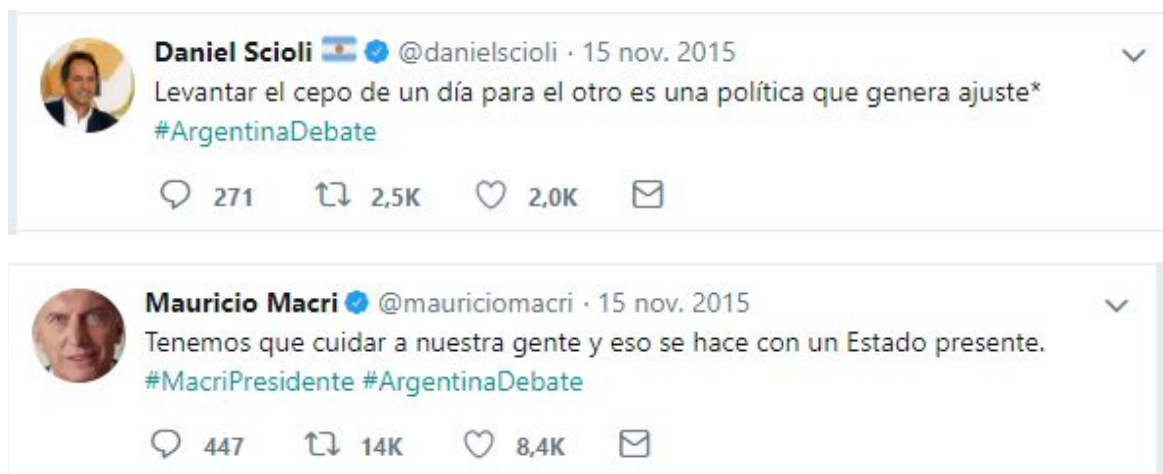 Daniel Scioli 🇦🇷 @danielscioli · 15 nov. 2015
Levantar el cepo de un día para el otro es una política que genera ajuste*
#ArgentinaDebate
271 2,5K 2,0K
Mauricio Macri @mauriciomacri · 15 nov. 2015
Tenemos que cuidar a nuestra gente y eso se hace con un Estado presente.
#MacriPresidente #ArgentinaDebate
447 14K 8,4K